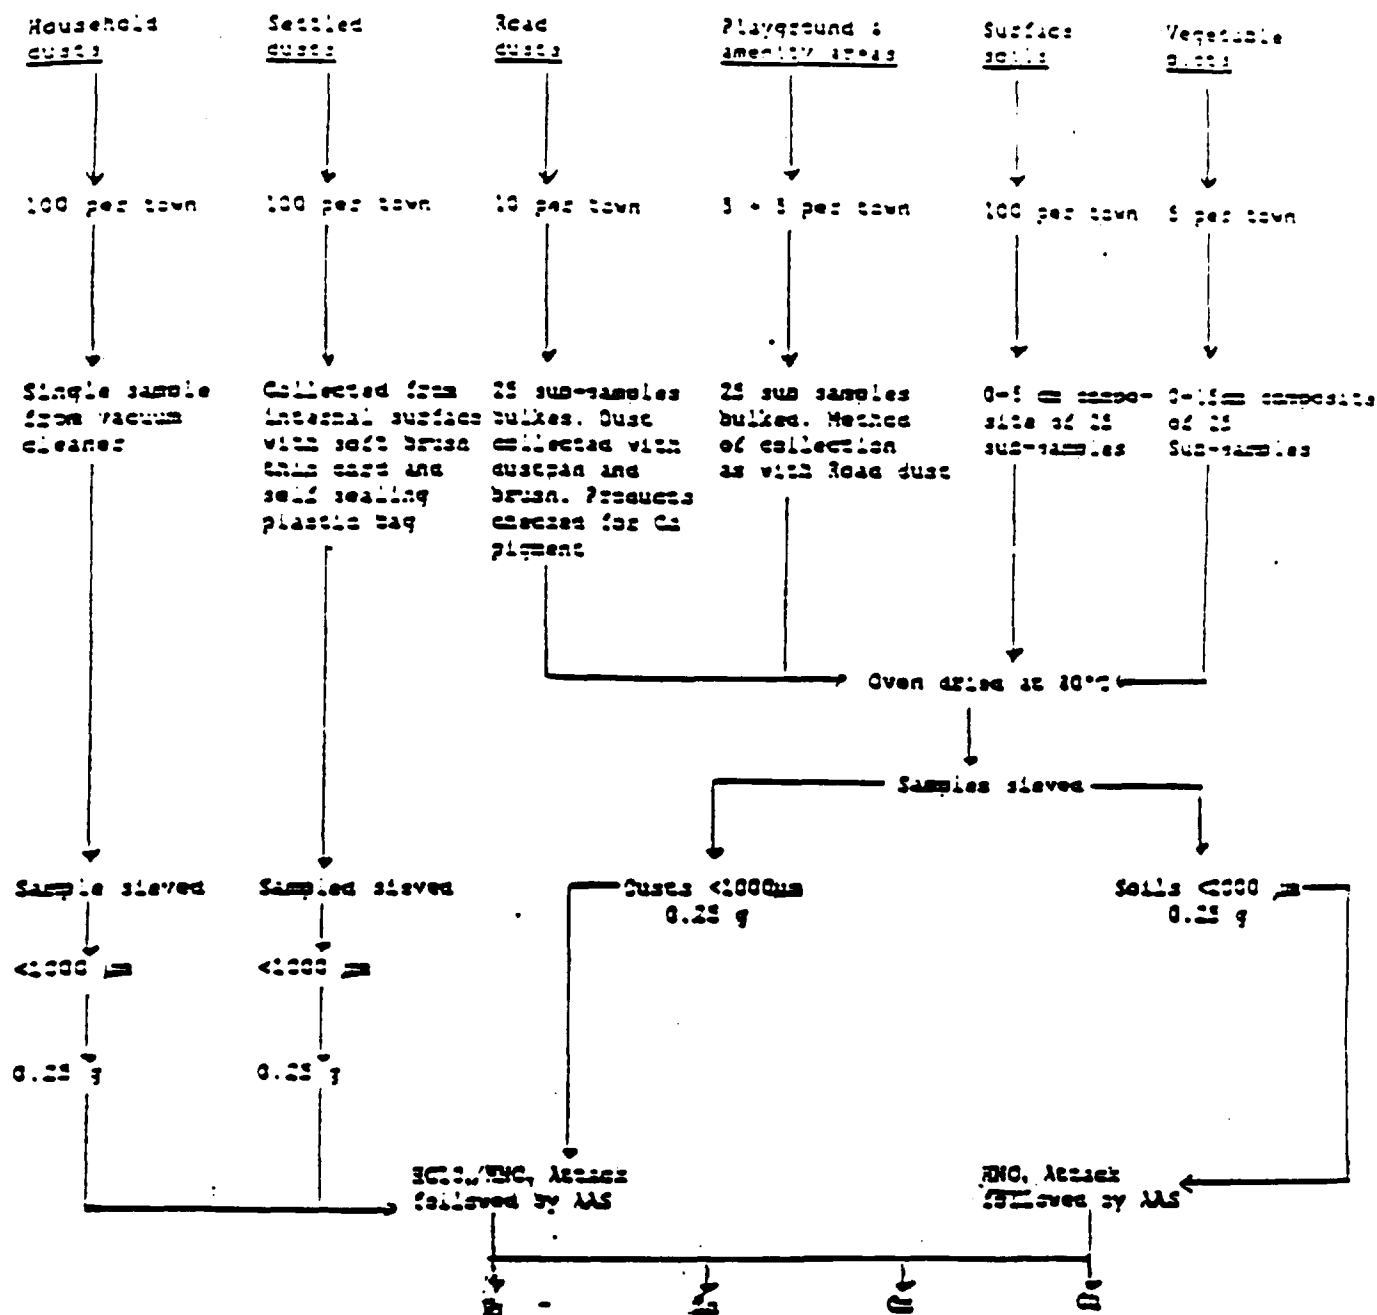 Household
dusts
Settled
dusts
Road
dusts
Playground &
amenity areas
Surface
soils
Vegetable
plots
100 per town
100 per town
10 per town
5 + 5 per town
100 per town
5 per town
Single sample
from vacuum
cleaner
Collected from
internal surface
with soft brush
thin card and
self sealing
plastic bag
25 sub-samples
bulked. Dust
collected with
dustpan and
brush. Products
checked for
pigment
25 sub samples
bulked. Method
of collection
as with Road dust
0-5 cm compo-
site of 25
sub-samples
0-15cm composite
of 25
Sub-samples
Oven dried at 80°C
Samples sieved
Sample sieved
Sampled sieved
Dusts <1000µm
0.25 g
Soils <2000 µm
0.25 g
<1000 µm
<1000 µm
0.25 g
0.25 g
Attack
followed by AAS
Attack
followed by AAS